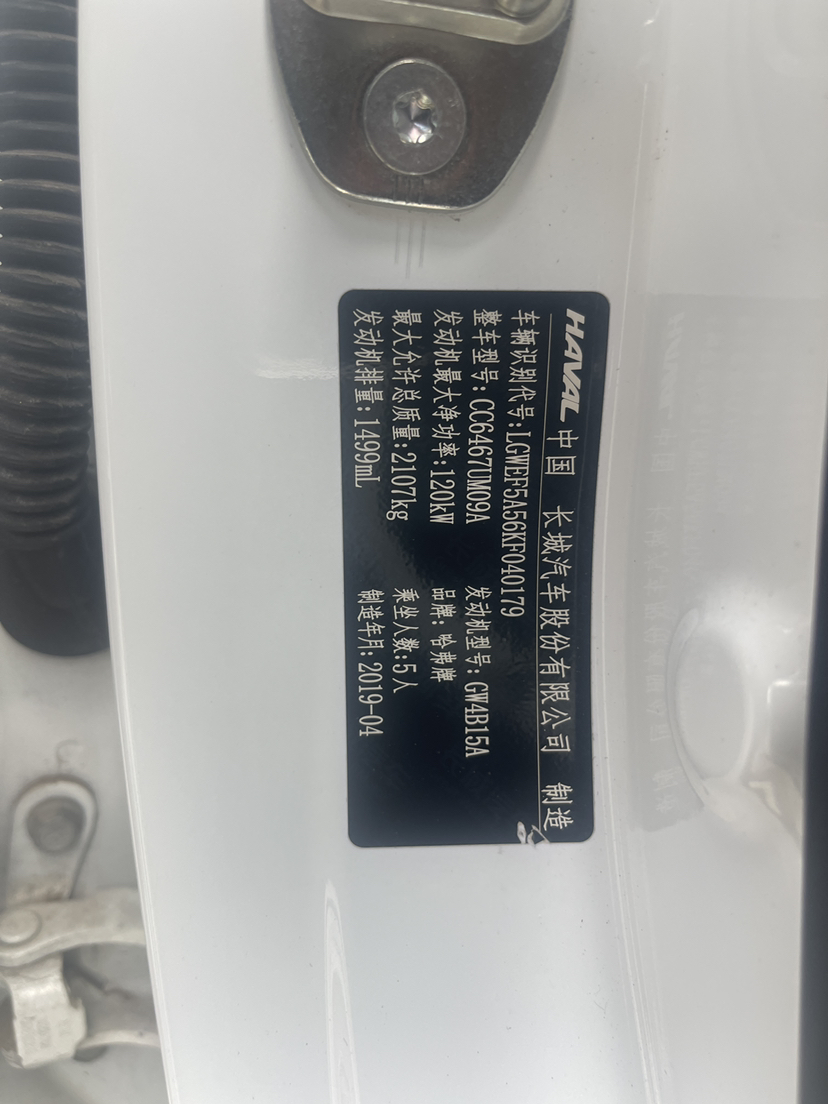 HAVAL 中国 长城汽车股份有限公司 制造
车辆识别代号:LGWEF5A56KF040179
整车型号:CC6467UM09A 发动机型号:GW4B15A
发动机最大净功率:120kW 品牌:哈弗牌
最大允许总质量:2107kg 乘坐人数:5人
发动机排量:1499mL 制造年月:2019-04